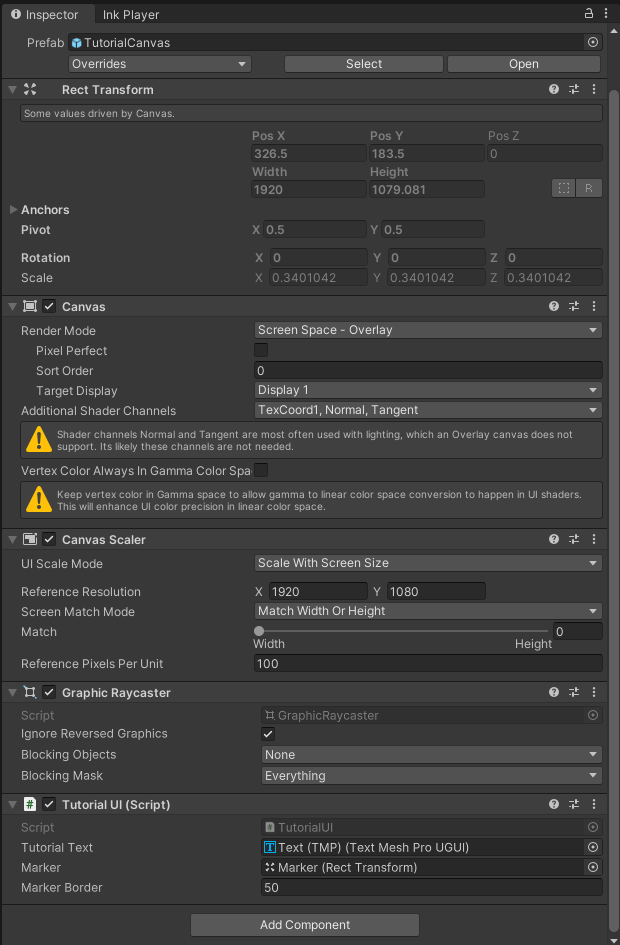 Inspector Ink Player
Prefab TutorialCanvas
Overrides Select Open
Rect Transform
Some values driven by Canvas.
Pos X Pos Y Pos Z
326.5 183.5 0
Width Height
1920 1079.081
R
Anchors
Pivot X 0.5 Y 0.5
Rotation X 0 Y 0 Z 0
Scale X 0.3401042 Y 0.3401042 Z 0.3401042
Canvas
Render Mode Screen Space - Overlay
Pixel Perfect
Sort Order 0
Target Display Display 1
Additional Shader Channels TexCoord1, Normal, Tangent
Shader channels Normal and Tangent are most often used with lighting, which an Overlay canvas does not
support. Its likely these channels are not needed.
Vertex Color Always In Gamma Color Spa
Keep vertex color in Gamma space to allow gamma to linear color space conversion to happen in UI shaders.
This will enhance UI color precision in linear color space.
Canvas Scaler
UI Scale Mode Scale With Screen Size
Reference Resolution X 1920 Y 1080
Screen Match Mode Match Width Or Height
Match 0
Width Height
Reference Pixels Per Unit 100
Graphic Raycaster
Script GraphicRaycaster
Ignore Reversed Graphics
Blocking Objects None
Blocking Mask Everything
# Tutorial UI (Script)
Script # TutorialUI
Tutorial Text T Text (TMP) (Text Mesh Pro UGUI)
Marker Marker (Rect Transform)
Marker Border 50
Add Component